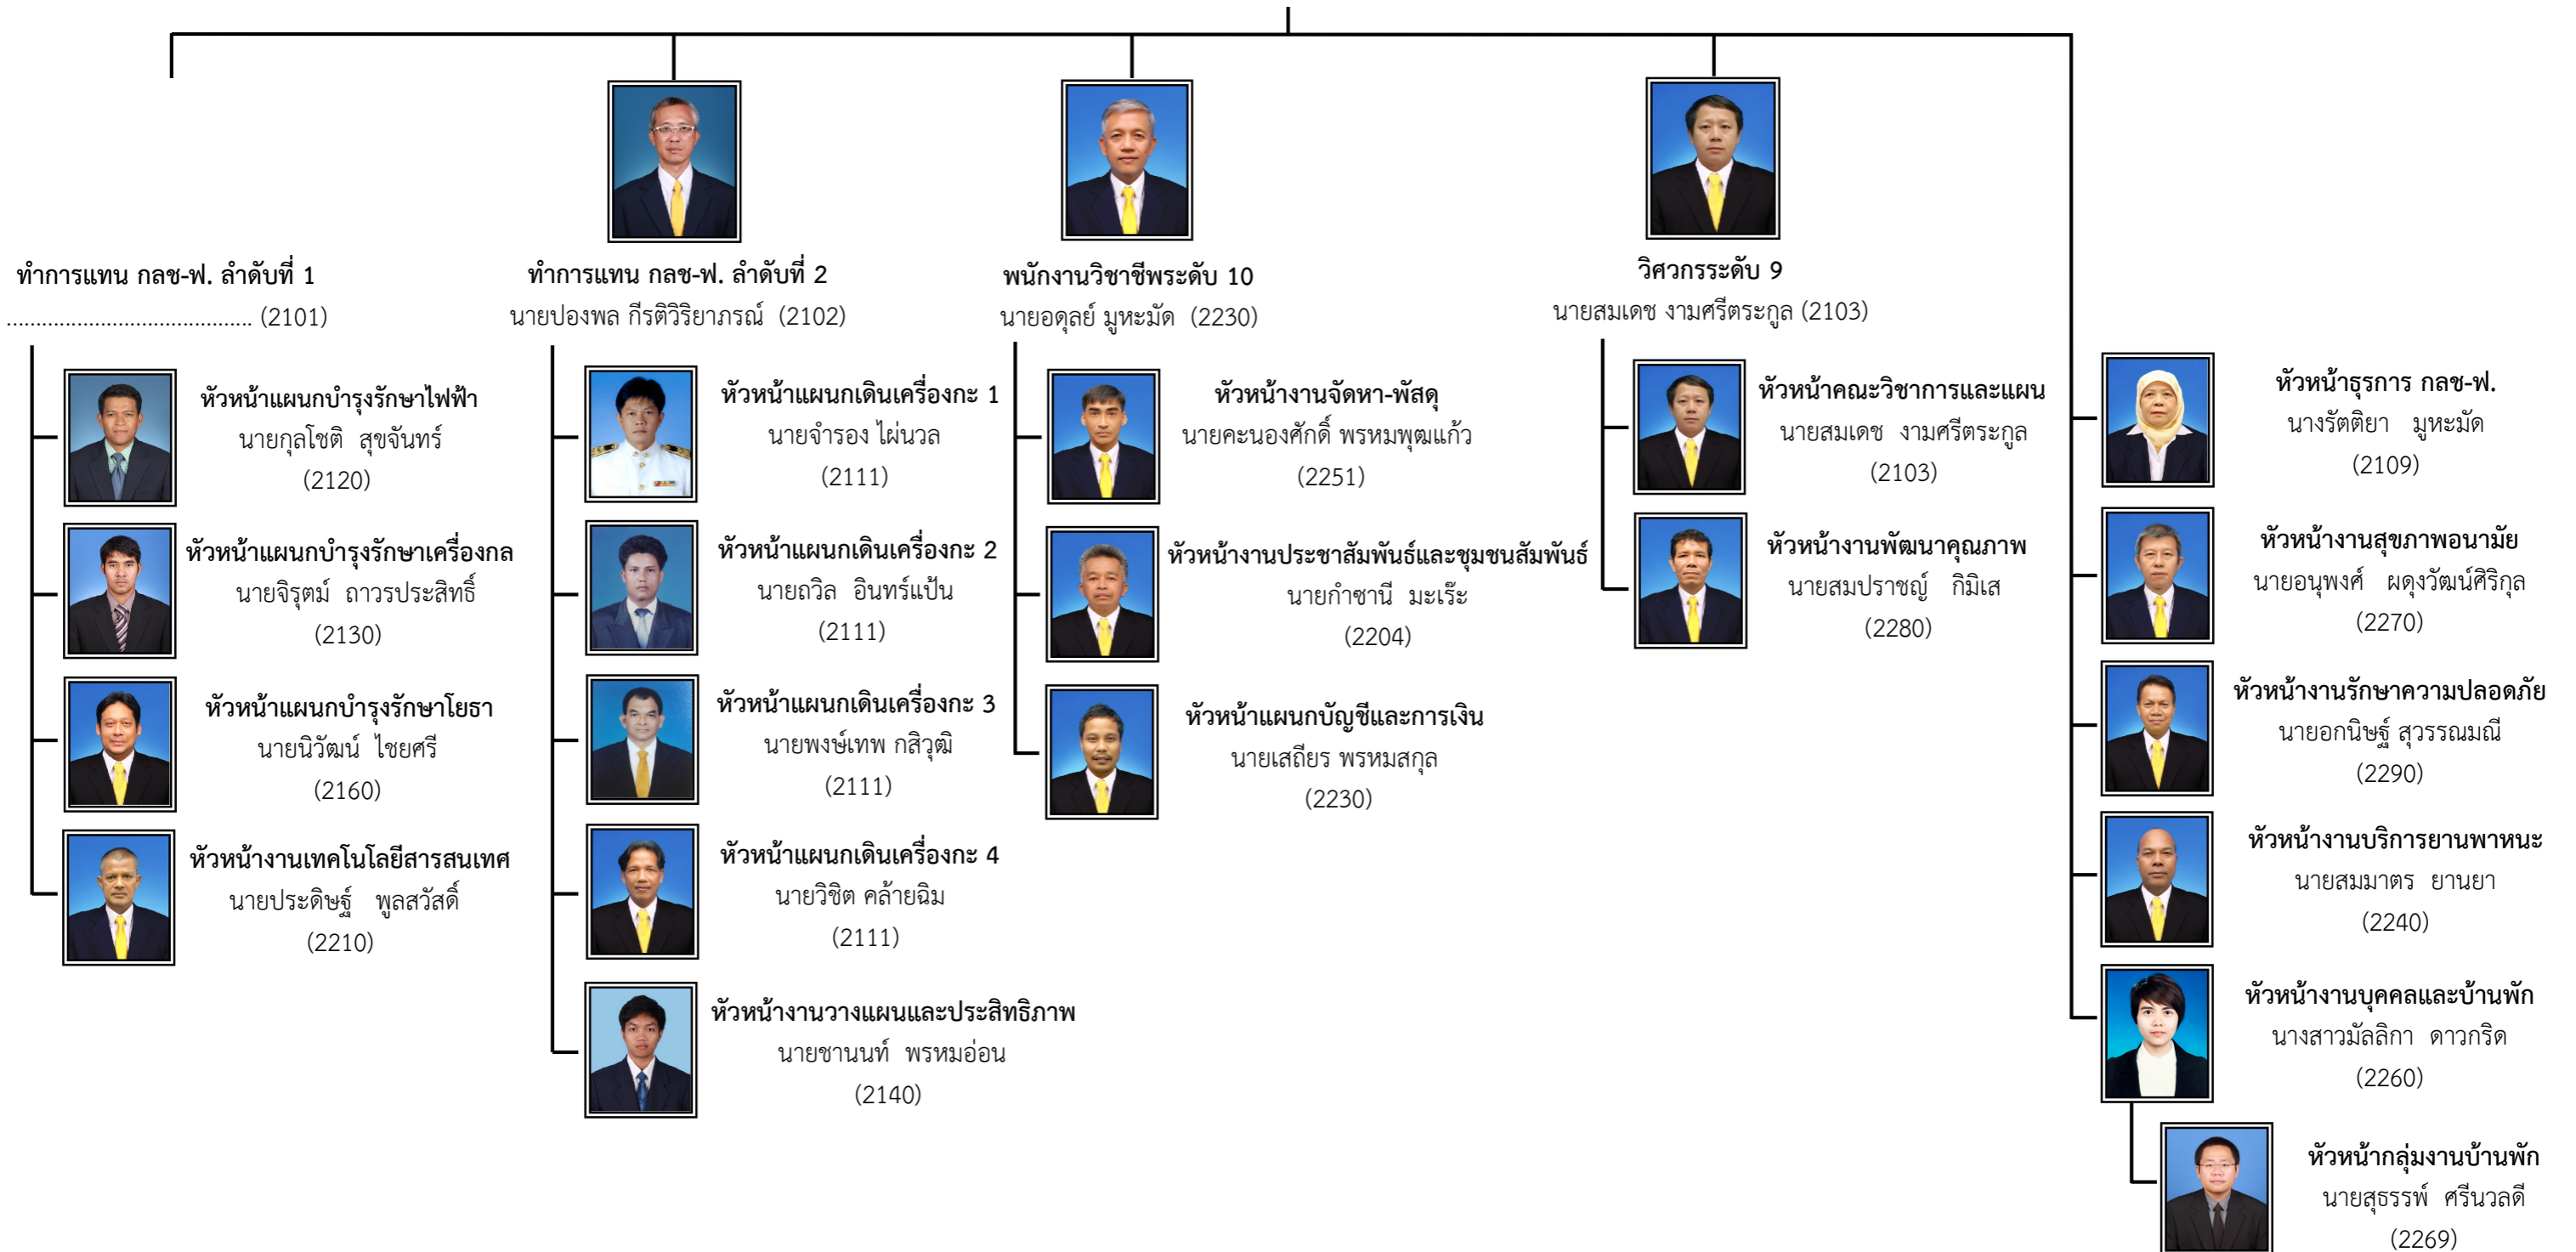 ทำการแทน กลช-ฟ. ลำดับที่ 1
.......................................... (2101)
หัวหน้าแผนกบำรุงรักษาไฟฟ้า
นายกุลโชติ สุขจันทร์
(2120)
หัวหน้าแผนกบำรุงรักษาเครื่องกล
นายจิรุตม์ ถาวรประสิทธิ์
(2130)
หัวหน้าแผนกบำรุงรักษาโยธา
นายนิวัฒน์ ไชยศรี
(2160)
หัวหน้างานเทคโนโลยีสารสนเทศ
นายประดิษฐ์ พูลสวัสดิ์
(2210)
ทำการแทน กลช-ฟ. ลำดับที่ 2
นายปองพล กีรติวิริยาภรณ์ (2102)
หัวหน้าแผนกเดินเครื่องกะ 1
นายจำรอง ไผ่นวล
(2111)
หัวหน้าแผนกเดินเครื่องกะ 2
นายถวิล อินทร์แป้น
(2111)
หัวหน้าแผนกเดินเครื่องกะ 3
นายพงษ์เทพ กสิวุฒิ
(2111)
หัวหน้าแผนกเดินเครื่องกะ 4
นายวิชิต คล้ายฉิม
(2111)
หัวหน้างานวางแผนและประสิทธิภาพ
นายชานนท์ พรหมอ่อน
(2140)
พนักงานวิชาชีพระดับ 10
นายอดุลย์ มูหะมัด (2230)
หัวหน้างานจัดหา-พัสดุ
นายคะนองศักดิ์ พรหมพุฒแก้ว
(2251)
หัวหน้างานประชาสัมพันธ์และชุมชนสัมพันธ์
นายกำซานี มะเร๊ะ
(2204)
หัวหน้าแผนกบัญชีและการเงิน
นายเสถียร พรหมสกุล
(2230)
วิศวกรระดับ 9
นายสมเดช งามศรีตระกูล (2103)
หัวหน้าคณะวิชาการและแผน
นายสมเดช งามศรีตระกูล
(2103)
หัวหน้างานพัฒนาคุณภาพ
นายสมปราชญ์ กิมิเส
(2280)
หัวหน้าธุรการ กลช-ฟ.
นางรัตติยา มูหะมัด
(2109)
หัวหน้างานสุขภาพอนามัย
นายอนุพงศ์ ผดุงวัฒน์ศิริกุล
(2270)
หัวหน้างานรักษาความปลอดภัย
นายอกนิษฐ์ สุวรรณมณี
(2290)
หัวหน้างานบริการยานพาหนะ
นายสมมาตร ยานยา
(2240)
หัวหน้างานบุคคลและบ้านพัก
นางสาวมัลลิกา ดาวกริด
(2260)
หัวหน้ากลุ่มงานบ้านพัก
นายสุธรรพ์ ศรีนวลดี
(2269)